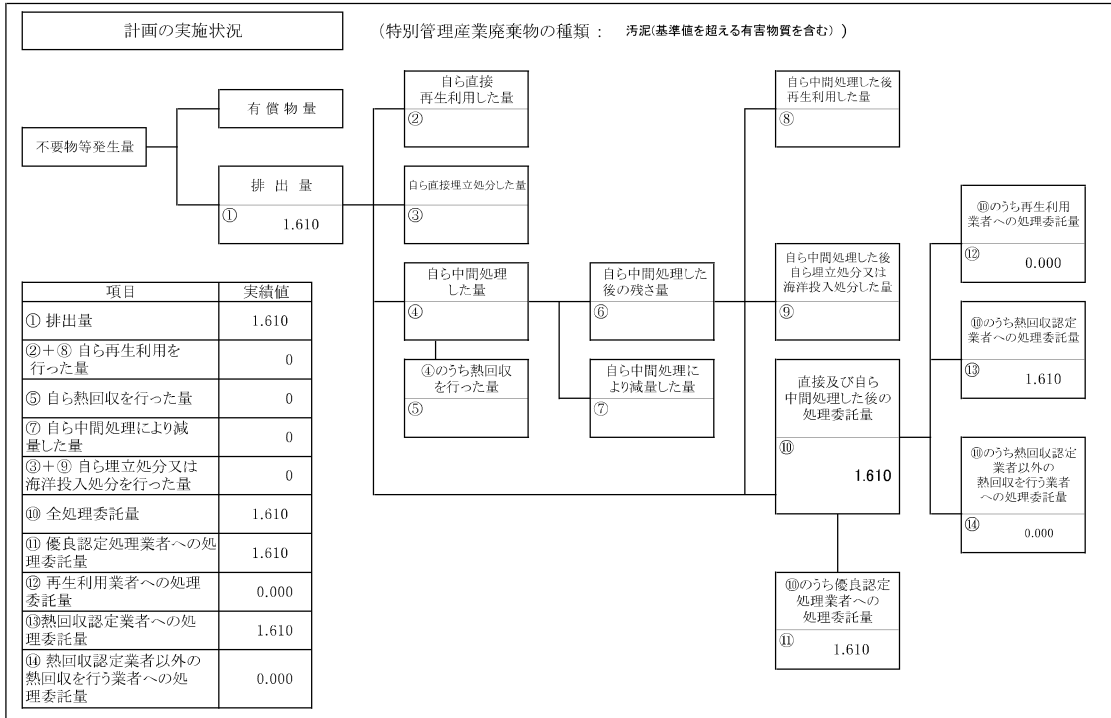 計画の実施状況
(特別管理産業廃棄物の種類： 汚泥(基準値を超える有害物質を含む) )
不要物等発生量
有償物量
排出量
①
1.610
自ら直接
再生利用した量
②
自ら直接埋立処分した量
③
自ら中間処理
した量
④
④のうち熱回収
を行った量
⑤
自ら中間処理した
後の残さ量
⑥
自ら中間処理に
より減量した量
⑦
自ら中間処理した後
再生利用した量
⑧
自ら中間処理した後
自ら埋立処分又は
海洋投入処分した量
⑨
直接及び自ら
中間処理した後の
処理委託量
⑩
1.610
⑩のうち優良認定
処理業者への
処理委託量
⑪
1.610
⑩のうち再生利用
業者への処理委託量
⑫
0.000
⑩のうち熱回収認定
業者への処理委託量
⑬
1.610
⑩のうち熱回収認定
業者以外の
熱回収を行う業者
への処理委託量
⑭
0.000
項目 実績値
① 排出量 1.610
②＋⑧ 自ら再生利用を
行った量 0
⑤ 自ら熱回収を行った量 0
⑦ 自ら中間処理により減
量した量 0
③＋⑨ 自ら埋立処分又は
海洋投入処分を行った量 0
⑩ 全処理委託量 1.610
⑪ 優良認定処理業者への処
理委託量 1.610
⑫ 再生利用業者への処理
委託量 0.000
⑬熱回収認定業者への処
理委託量 1.610
⑭ 熱回収認定業者以外の
熱回収を行う業者への処
理委託量 0.000